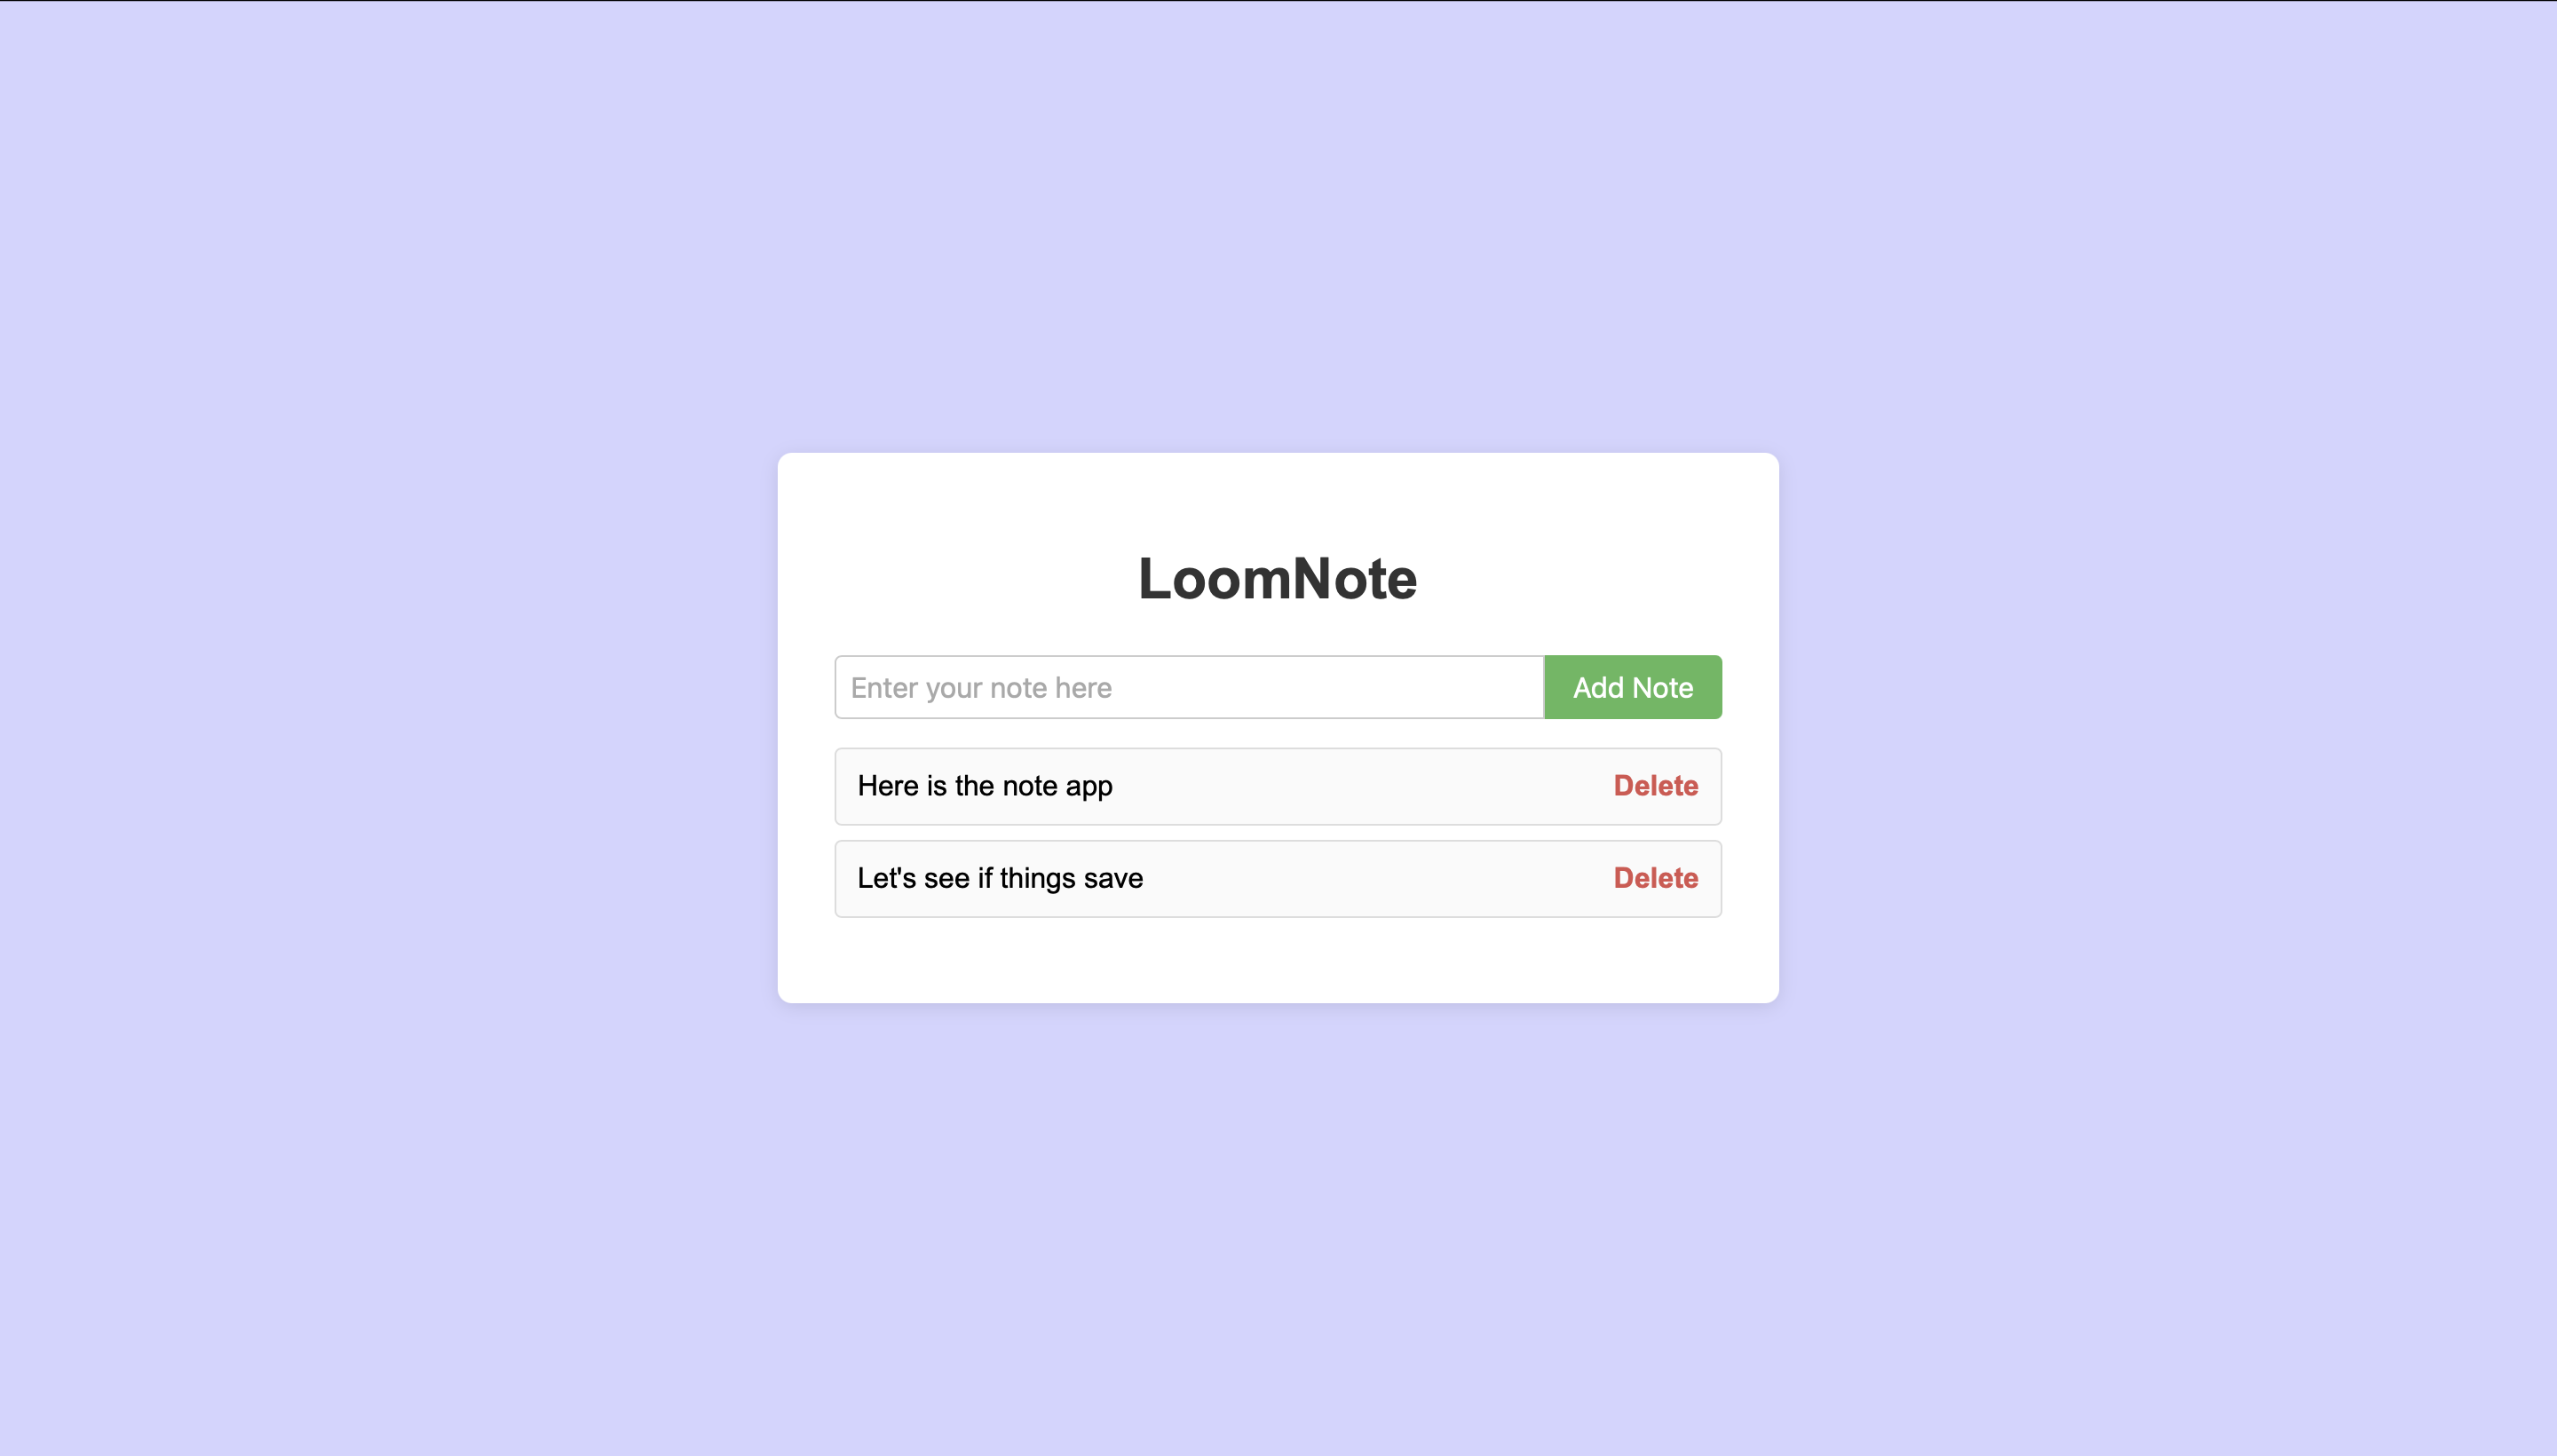 LoomNote
Enter your note here
Add Note
Here is the note app
Delete
Let's see if things save
Delete